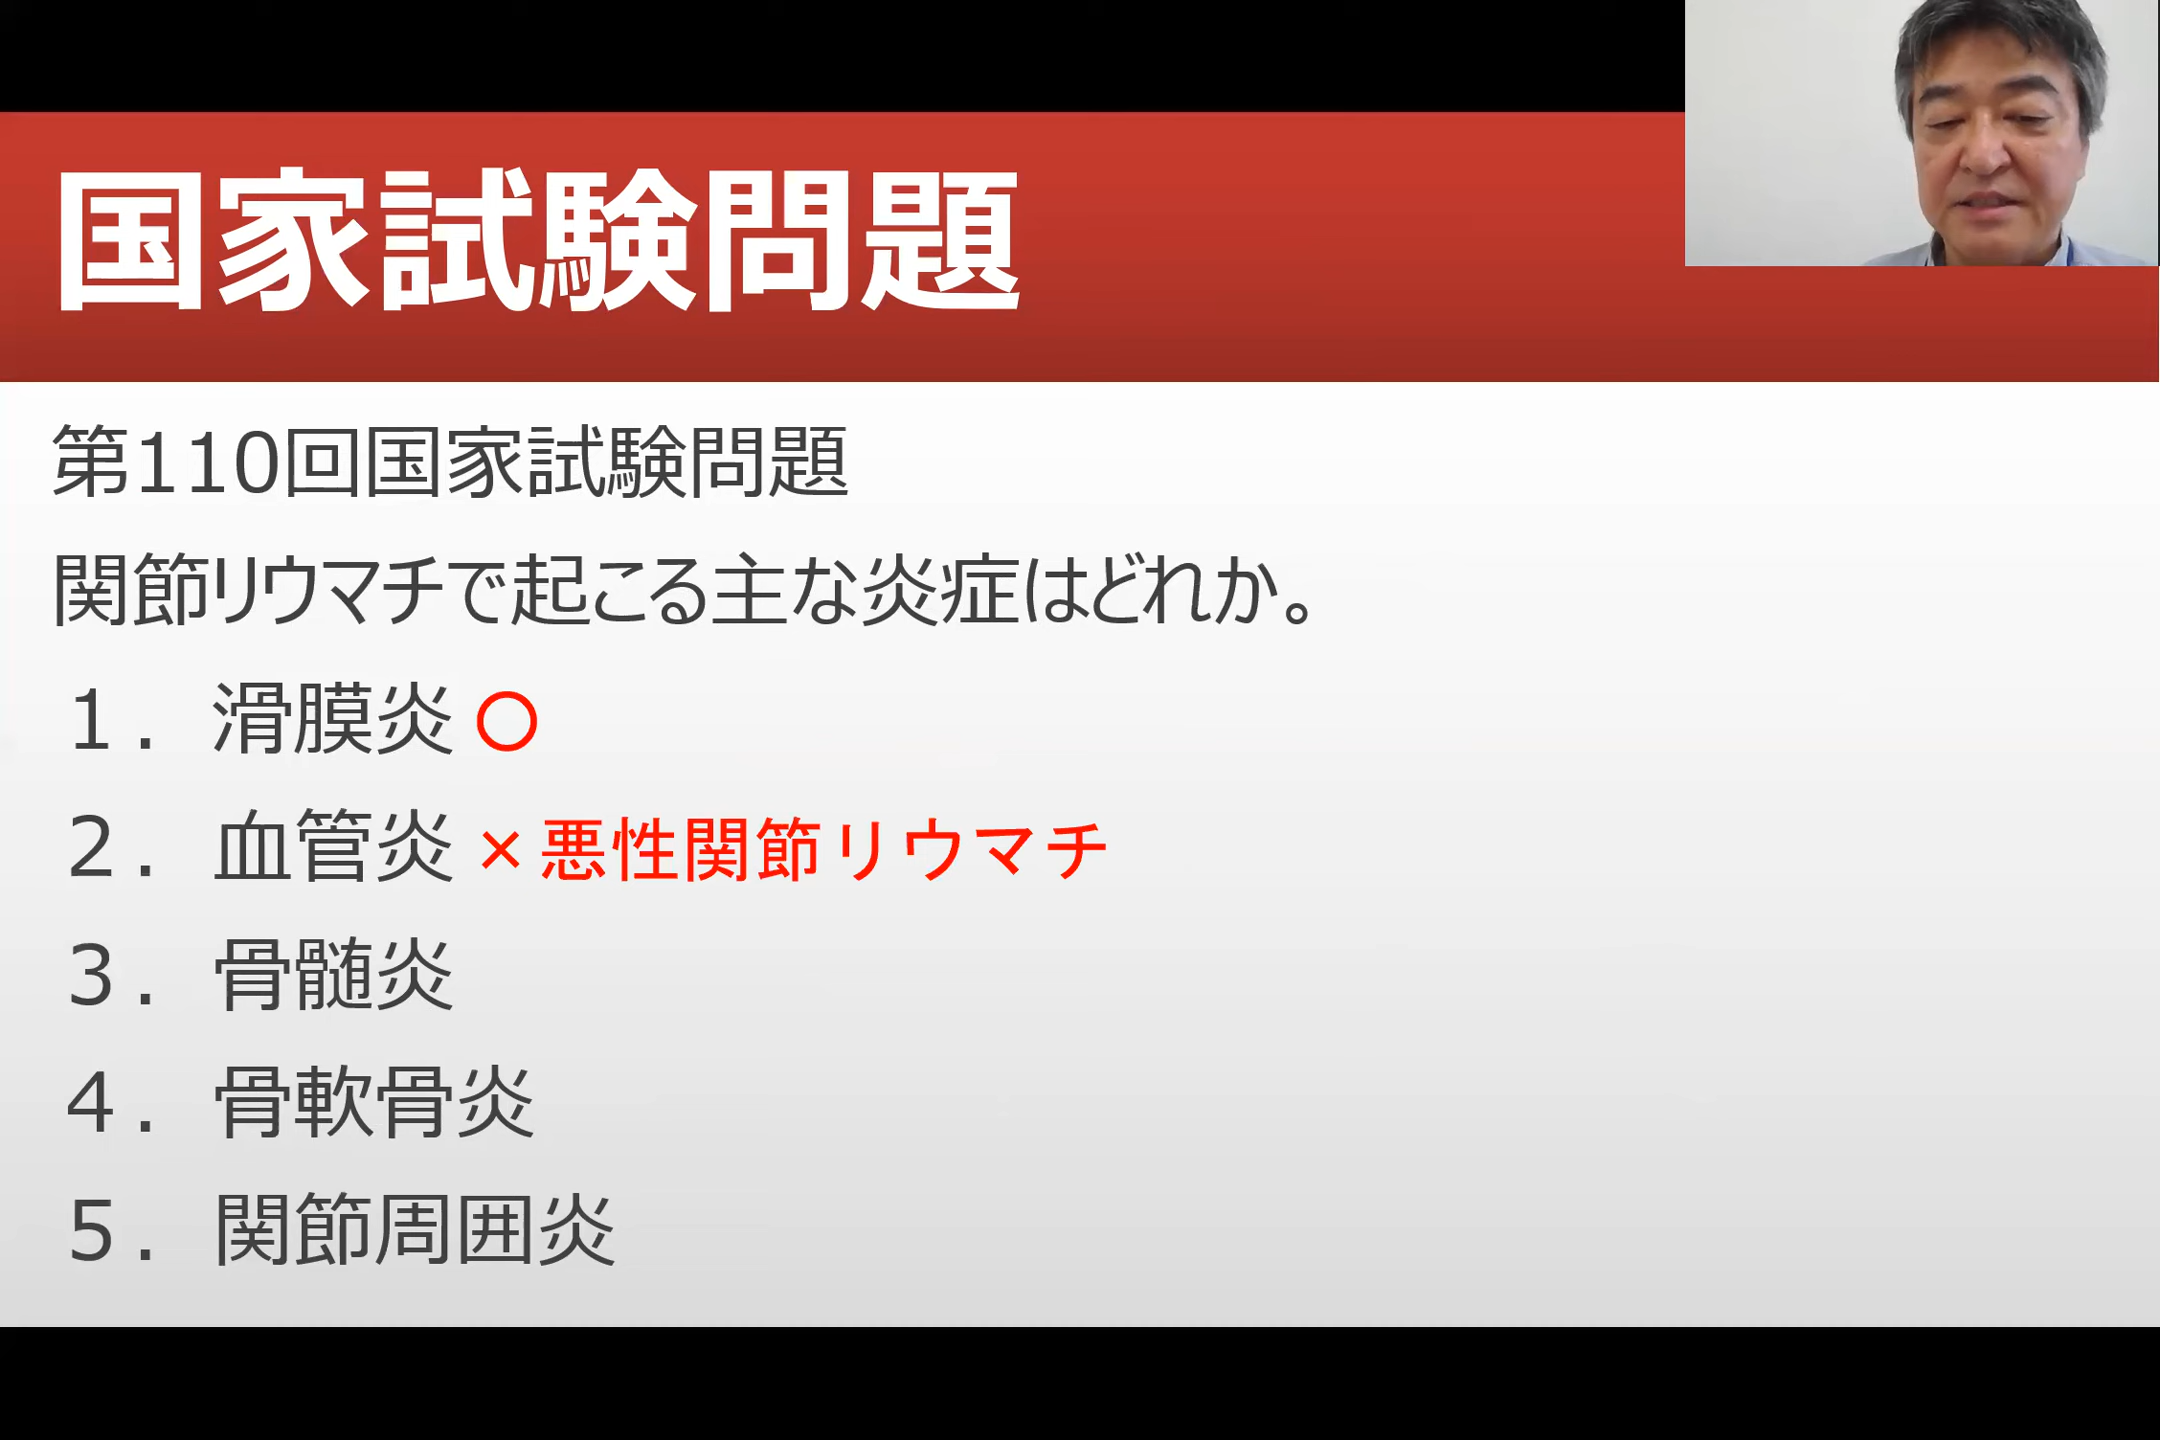 国家試験問題
第110回国家試験問題
関節リウマチで起こる主な炎症はどれか。
１．滑膜炎 〇
２．血管炎 ×悪性関節リウマチ
３．骨髄炎
４．骨軟骨炎
５．関節周囲炎